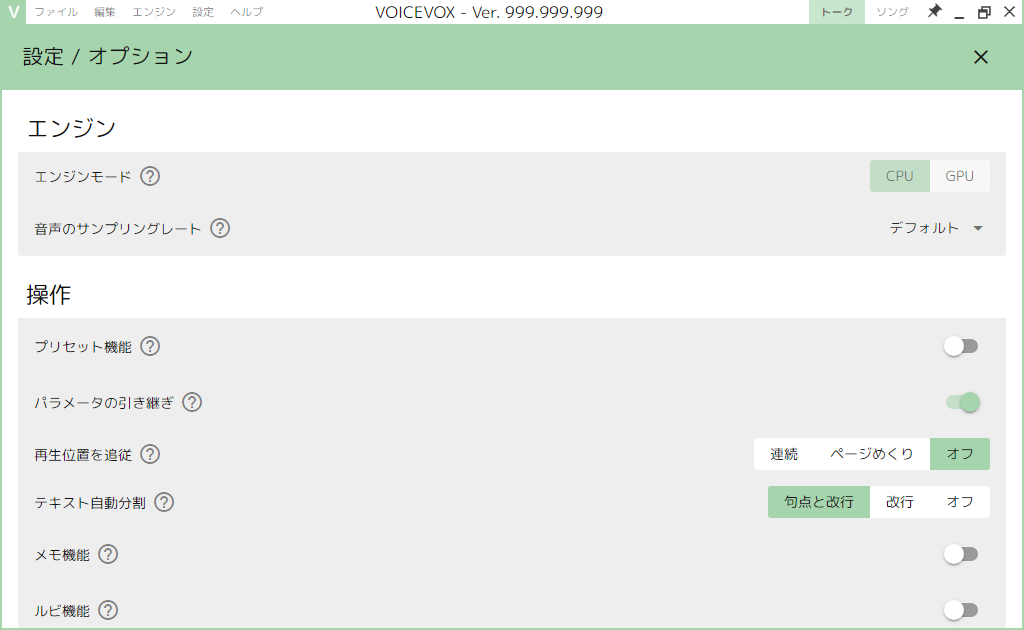 V ファイル 編集 エンジン 設定 ヘルプ VOICEVOX - Ver. 999.999.999 トーク ソング
設定 / オプション
エンジン
エンジンモード ? CPU GPU
音声のサンプリングレート ? デフォルト
操作
プリセット機能 ?
パラメータの引き継ぎ ?
再生位置を追従 ? 連続 ページめくり オフ
テキスト自動分割 ? 句点と改行 改行 オフ
メモ機能 ?
ルビ機能 ?